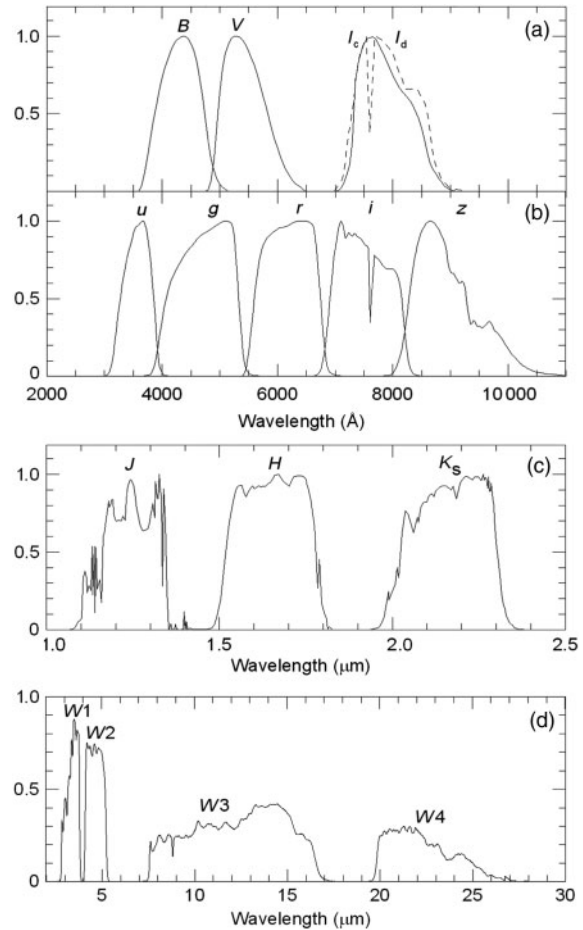 B V I_c I_d (a)
1.0
0.5
u g r i z (b)
1.0
0.5
0
2000 4000 6000 8000 10 000
Wavelength (Å)
J H K_S (c)
1.0
0.5
0
1.0 1.5 2.0 2.5
Wavelength (μm)
1.0
W1 (d)
W2
0.5
W3 W4
0
5 10 15 20 25 30
Wavelength (μm)